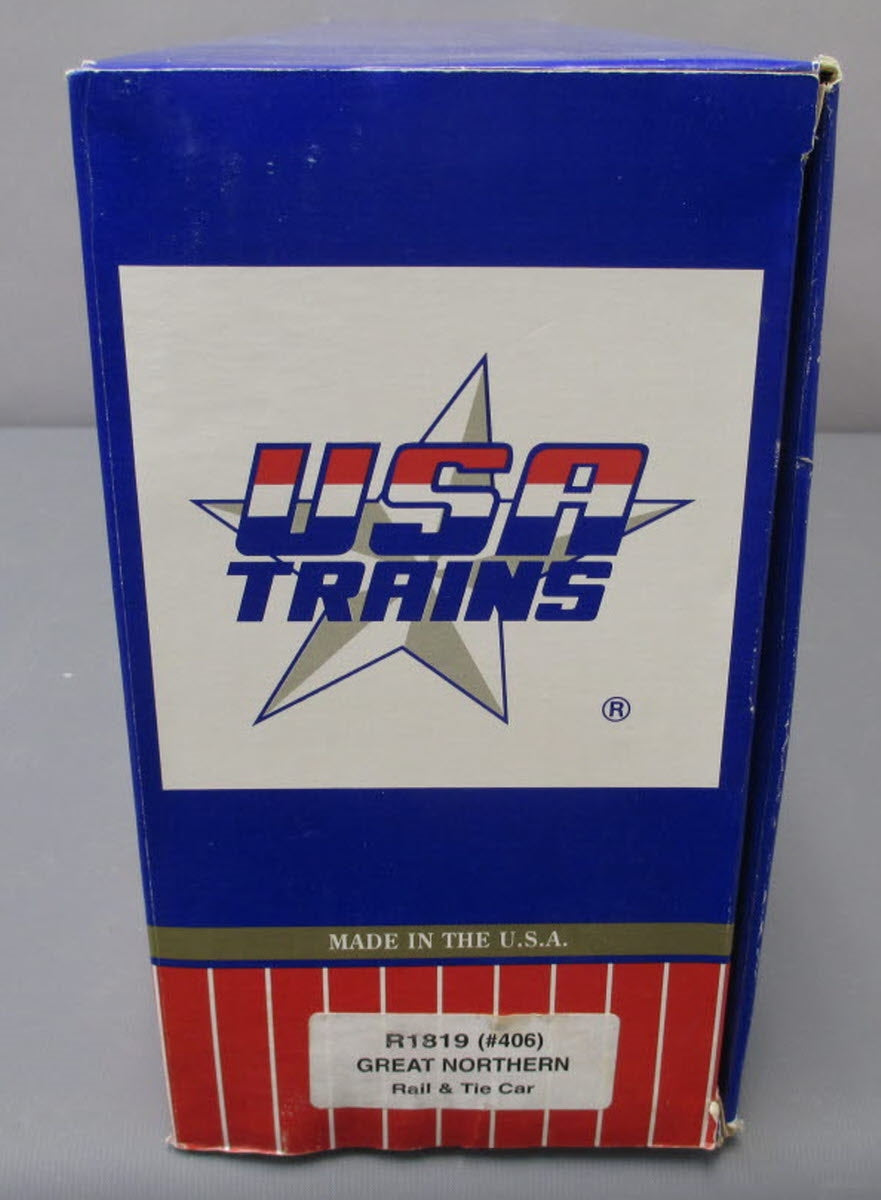 USA
TRAINS
®
MADE IN THE U.S.A.
R1819 (#406)
GREAT NORTHERN
Rail & Tie Car